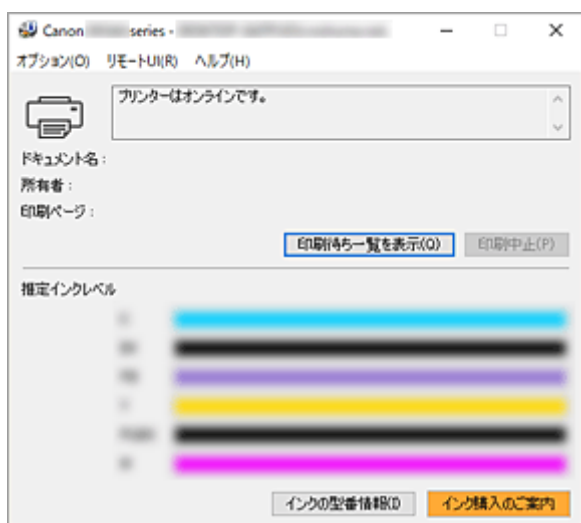 Canon series -
オプション(O) リモートUI(R) ヘルプ(H)
プリンターはオンラインです。
ドキュメント名:
所有者:
印刷ページ:
印刷待ち一覧を表示(Q) 印刷中止(P)
推定インクレベル
インクの型番情報(I) インク購入のご案内